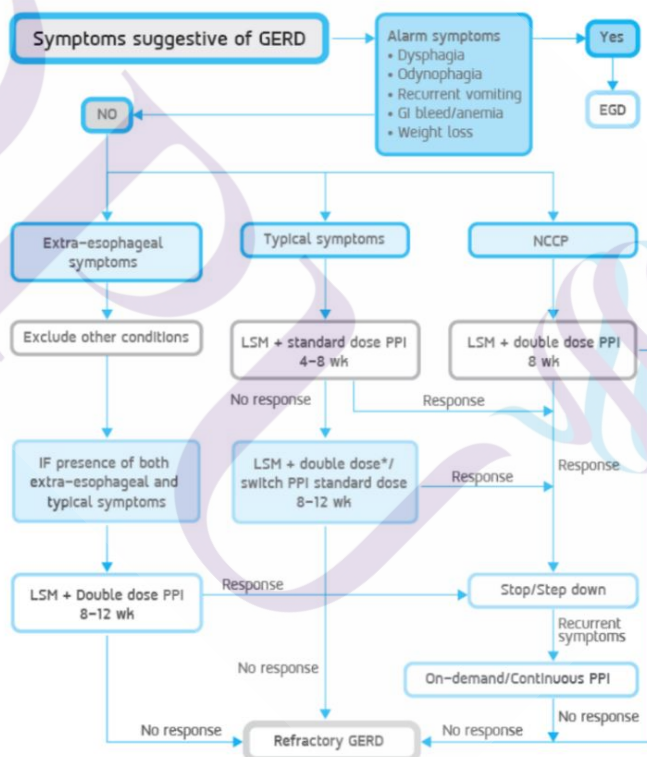 Symptoms suggestive of GERD
Alarm symptoms
• Dysphagia
• Odynophagia
• Recurrent vomiting
• GI bleed/anemia
• Weight loss
Yes
EGD
NO
Extra-esophageal
symptoms
Typical symptoms
NCCP
Exclude other conditions
LSM + standard dose PPI
4–8 wk
LSM + double dose PPI
8 wk
No response
Response
IF presence of both
extra-esophageal and
typical symptoms
LSM + double dose*/
switch PPI standard dose
8–12 wk
Response
Response
LSM + Double dose PPI
8–12 wk
Response
Stop/Step down
Recurrent
symptoms
No response
On-demand/Continuous PPI
No response
No response
Refractory GERD
No response